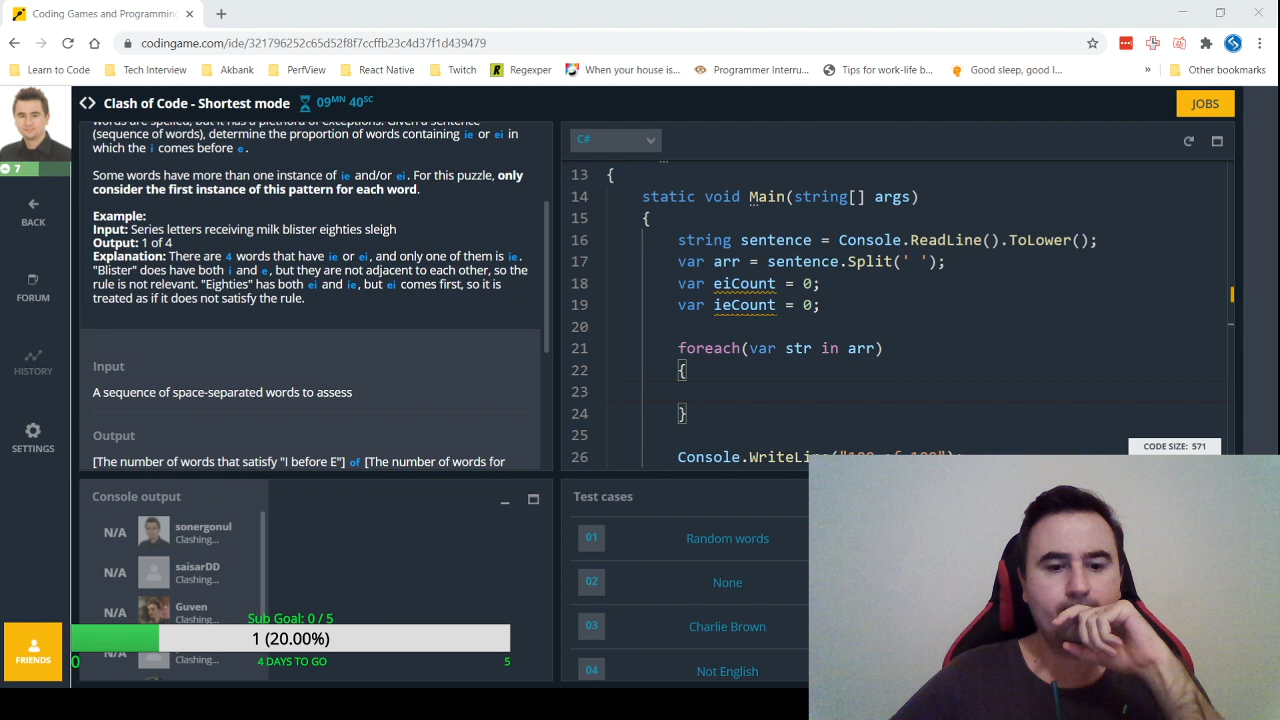 Coding Games and Programming
codingame.com/ide/321796252c65d52f8f7ccffb23c4d37f1d439479
Learn to Code
Tech Interview
Akbank
PerfView
React Native
Twitch
Regexper
When your house is...
Programmer Interru...
Tips for work-life b...
Good sleep, good l...
»
Other bookmarks
Clash of Code - Shortest mode
09MN 40SC
JOBS
7
BACK
FORUM
HISTORY
SETTINGS
FRIENDS
words are spelled, but it has a plethora of exceptions. Given a sentence
(sequence of words), determine the proportion of words containing ie or ei in
which the i comes before e.
Some words have more than one instance of ie and/or ei. For this puzzle, only
consider the first instance of this pattern for each word.
Example:
Input: Series letters receiving milk blister eighties sleigh
Output: 1 of 4
Explanation: There are 4 words that have ie or ei, and only one of them is ie.
"Blister" does have both i and e, but they are not adjacent to each other, so the
rule is not relevant. "Eighties" has both ei and ie, but ei comes first, so it is
treated as if it does not satisfy the rule.
Input
A sequence of space-separated words to assess
Output
[The number of words that satisfy "I before E"] of [The number of words for
C#
13 {
14 static void Main(string[] args)
15 {
16 string sentence = Console.ReadLine().ToLower();
17 var arr = sentence.Split(' ');
18 var eiCount = 0;
19 var ieCount = 0;
20
21 foreach(var str in arr)
22 {
23
24 }
25
26 Console.WriteLine("100 of 100");
CODE SIZE: 571
Console output
N/A sonergonul
Clashing...
N/A saisarDD
Clashing...
N/A Guven
Clashing...
N/A
Clashing...
Sub Goal: 0 / 5
1 (20.00%)
0
4 DAYS TO GO
5
Test cases
01 Random words
02 None
03 Charlie Brown
04 Not English